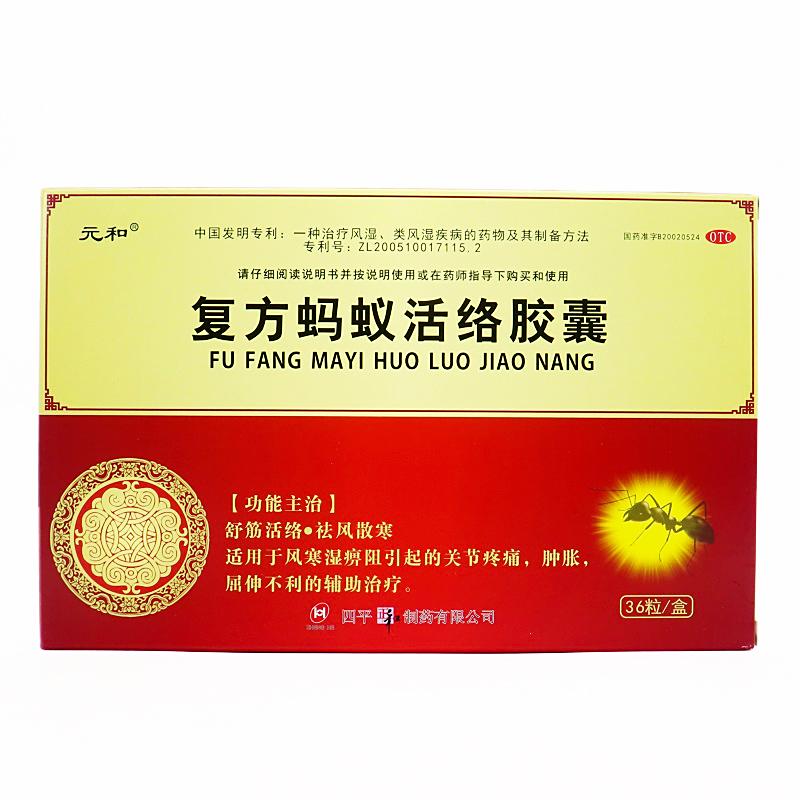 元和®
中国发明专利：一种治疗风湿、类风湿疾病的药物及其制备方法
专利号：ZL200510017115.2
国药准字B20020524 OTC
请仔细阅读说明书并按说明使用或在药师指导下购买和使用
复方蚂蚁活络胶囊
FU FANG MAYI HUO LUO JIAO NANG
【功能主治】
舒筋活络●祛风散寒
适用于风寒湿痹阻引起的关节疼痛，肿胀，
屈伸不利的辅助治疗。
36粒/盒
四平 制药有限公司